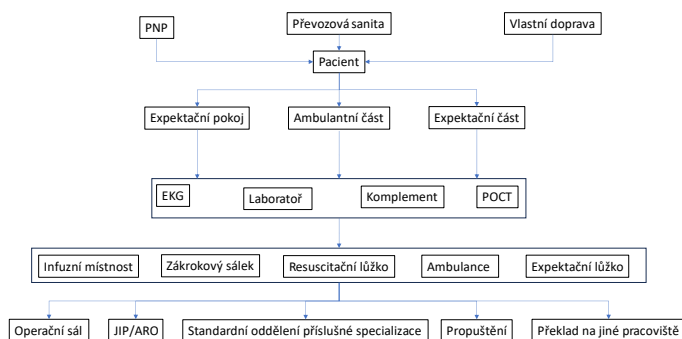 PNP
Převozová sanita
Vlastní doprava
Pacient
Expektační pokoj
Ambulantní část
Expektační část
EKG
Laboratoř
Komplement
POCT
Infuzní místnost
Zákrokový sálek
Resuscitační lůžko
Ambulance
Expektační lůžko
Operační sál
JIP/ARO
Standardní oddělení příslušné specializace
Propuštění
Překlad na jiné pracoviště